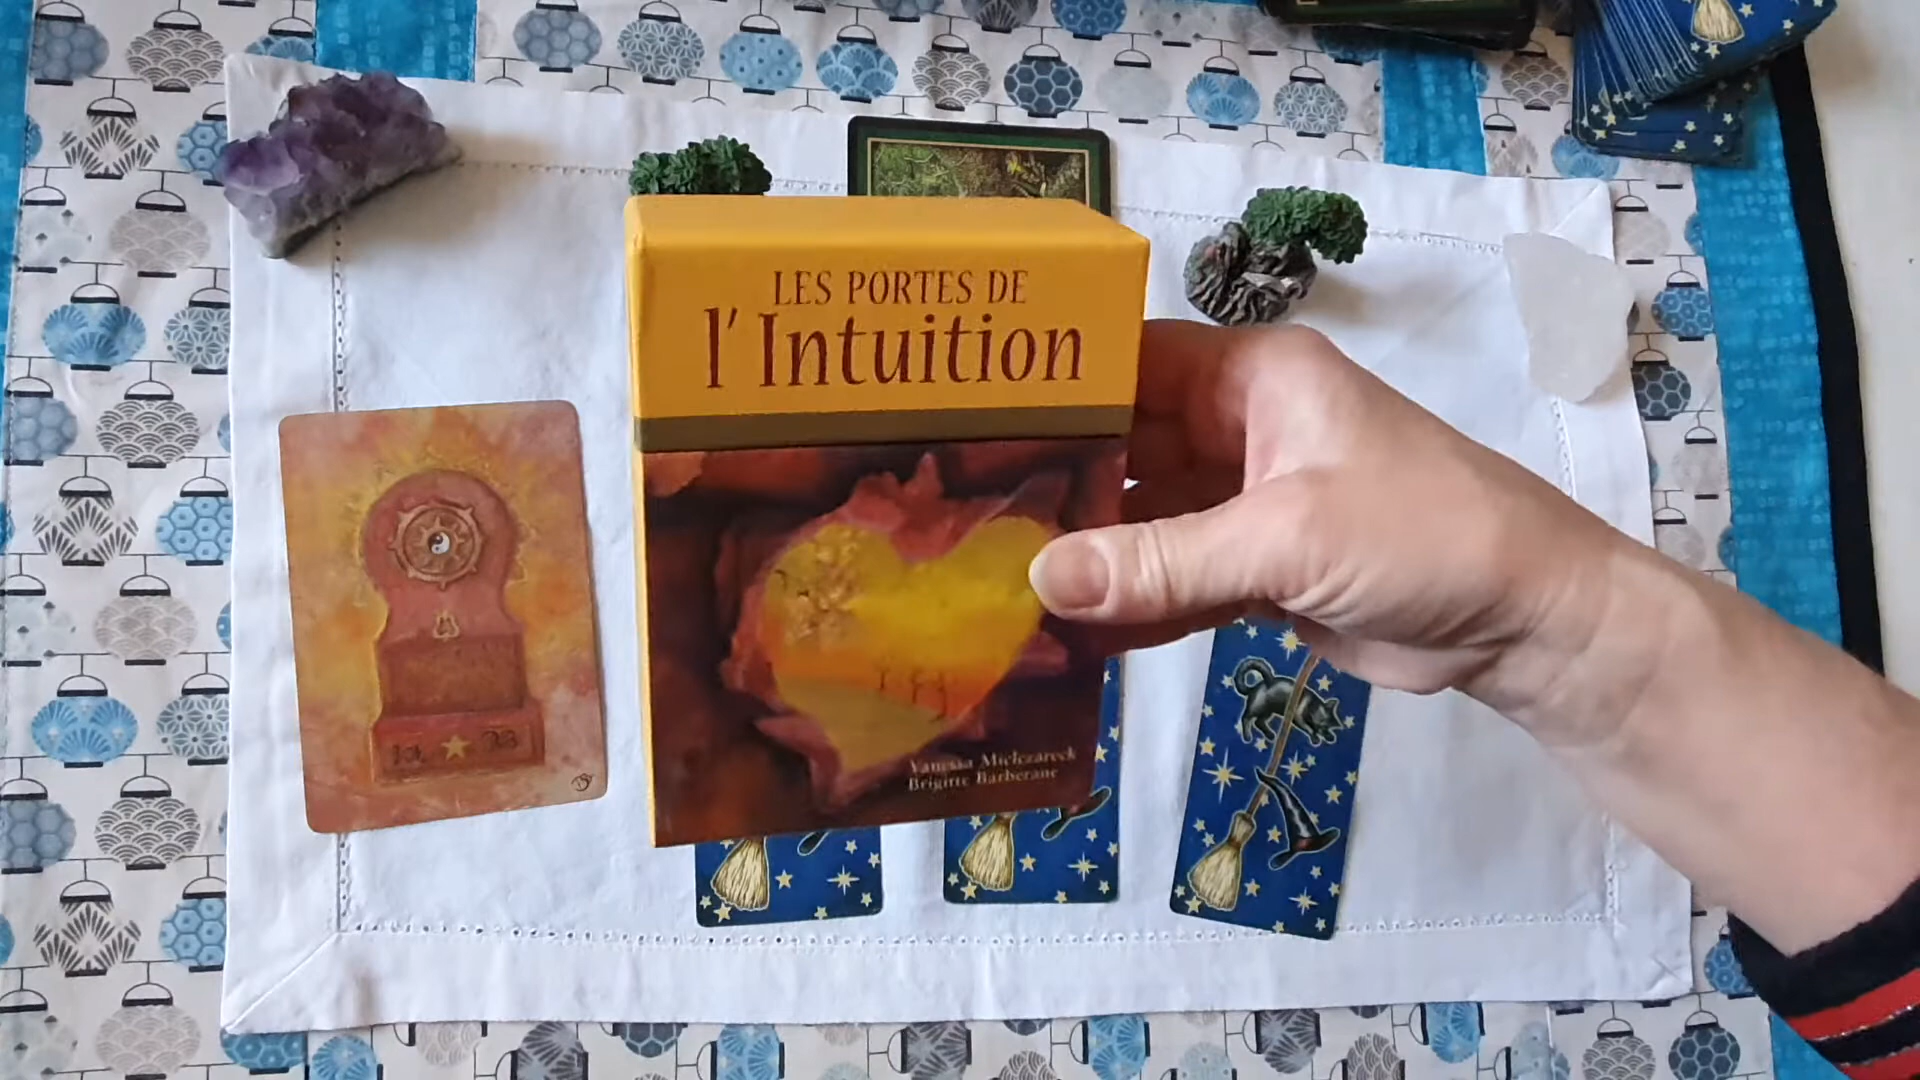 LES PORTES DE
l'Intuition
Vanessa Mielczareck
Brigitte Barberane